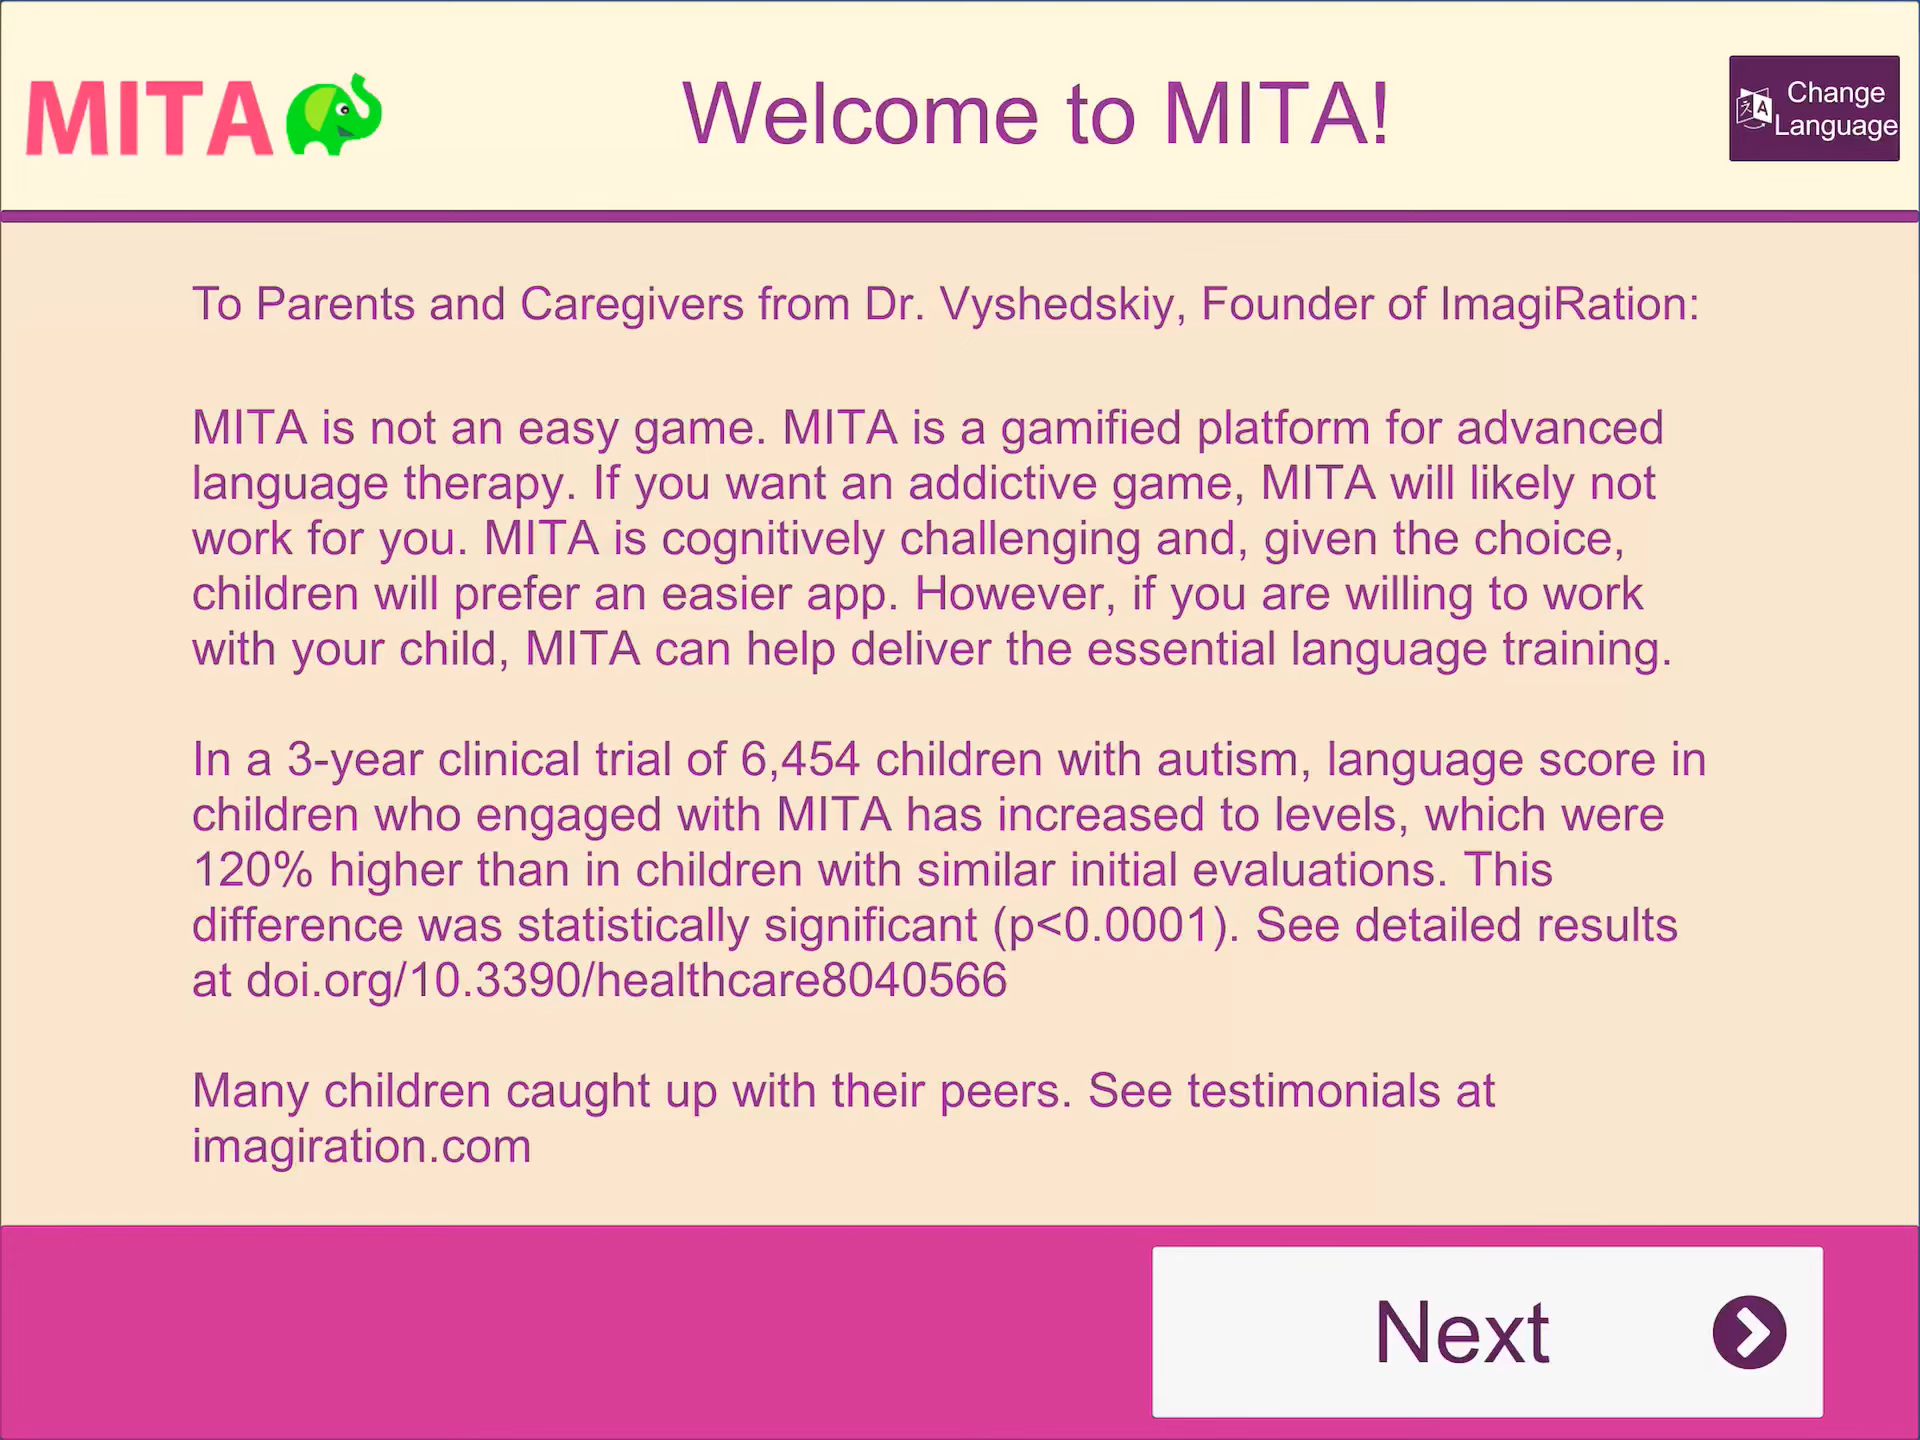 MITA
Welcome to MITA!
Change
Language
To Parents and Caregivers from Dr. Vyshedskiy, Founder of ImagiRation:
MITA is not an easy game. MITA is a gamified platform for advanced
language therapy. If you want an addictive game, MITA will likely not
work for you. MITA is cognitively challenging and, given the choice,
children will prefer an easier app. However, if you are willing to work
with your child, MITA can help deliver the essential language training.
In a 3-year clinical trial of 6,454 children with autism, language score in
children who engaged with MITA has increased to levels, which were
120% higher than in children with similar initial evaluations. This
difference was statistically significant (p<0.0001). See detailed results
at doi.org/10.3390/healthcare8040566
Many children caught up with their peers. See testimonials at
imagiration.com
Next